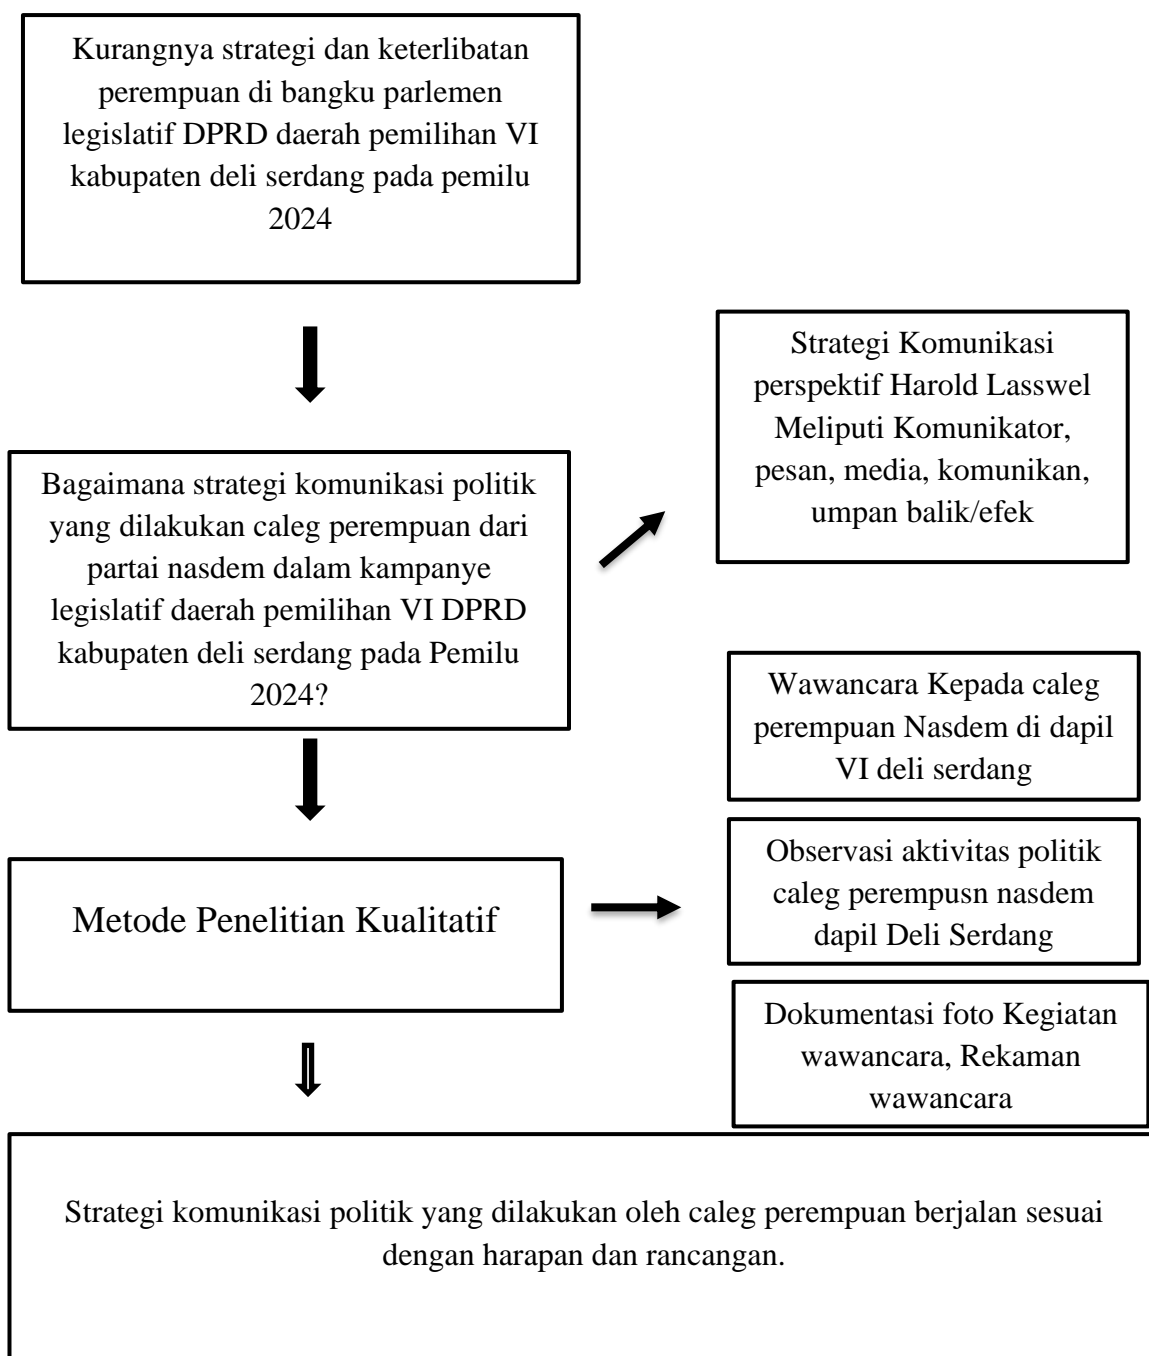 Kurangnya strategi dan keterlibatan
perempuan di bangku parlemen
legislatif DPRD daerah pemilihan VI
kabupaten deli serdang pada pemilu
2024
Strategi Komunikasi
perspektif Harold Lasswel
Meliputi Komunikator,
pesan, media, komunikan,
umpan balik/efek
Bagaimana strategi komunikasi politik
yang dilakukan caleg perempuan dari
partai nasdem dalam kampanye
legislatif daerah pemilihan VI DPRD
kabupaten deli serdang pada Pemilu
2024?
Wawancara Kepada caleg
perempuan Nasdem di dapil
VI deli serdang
Metode Penelitian Kualitatif
Observasi aktivitas politik
caleg perempusn nasdem
dapil Deli Serdang
Dokumentasi foto Kegiatan
wawancara, Rekaman
wawancara
Strategi komunikasi politik yang dilakukan oleh caleg perempuan berjalan sesuai
dengan harapan dan rancangan.